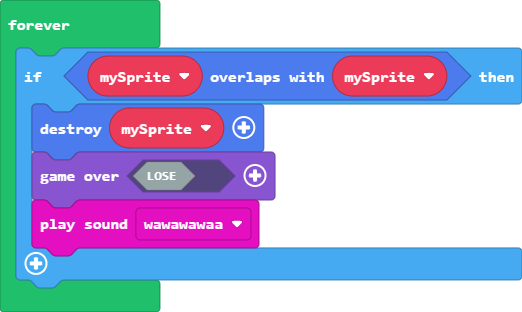 forever
if mySprite overlaps with mySprite then
destroy mySprite
game over LOSE
play sound wawawawaa